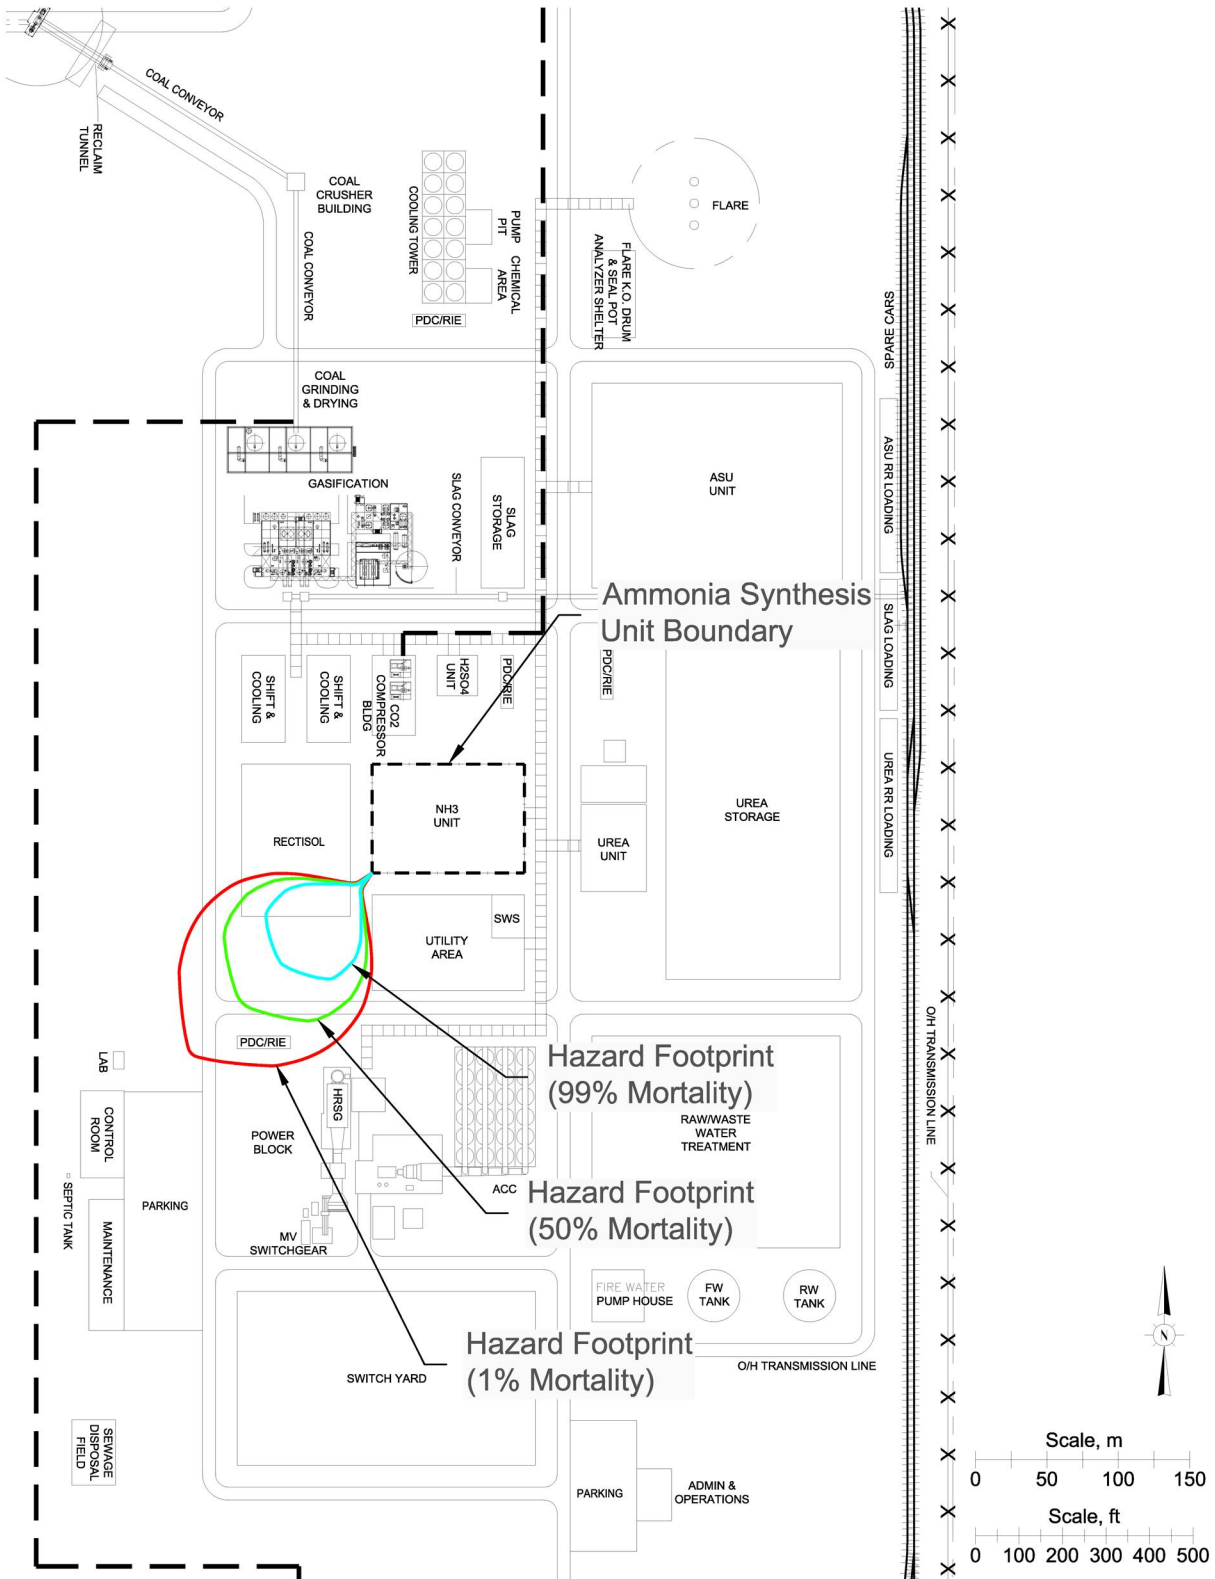 COAL CONVEYOR
RECLAIM
TUNNEL
COAL
CRUSHER
BUILDING
COAL CONVEYOR
COOLING TOWER
PUMP
PIT
CHEMICAL
AREA
PDC/RIE
FLARE
FLARE K.O. DRUM
& SEAL POT
ANALYZER SHELTER
SPARE CARS
COAL
GRINDING
& DRYING
GASIFICATION
SLAG CONVEYOR
SLAG
STORAGE
ASU
UNIT
ASU RR LOADING
Ammonia Synthesis
Unit Boundary
SLAG LOADING
SHIFT &
COOLING
SHIFT &
COOLING
CO2
COMPRESSOR
BLDG
H2SO4
UNIT
PDC/RIE
PDC/RIE
UREA RR LOADING
NH3
UNIT
RECTISOL
UREA
UNIT
UREA
STORAGE
SWS
UTILITY
AREA
O/H TRANSMISSION LINE
PDC/RIE
LAB
Hazard Footprint
(99% Mortality)
HRSG
CONTROL
ROOM
POWER
BLOCK
RAW/WASTE
WATER
TREATMENT
SEPTIC TANK
PARKING
ACC
Hazard Footprint
(50% Mortality)
MAINTENANCE
MV
SWITCHGEAR
FIRE WATER
PUMP HOUSE
FW
TANK
RW
TANK
N
Hazard Footprint
(1% Mortality)
SWITCH YARD
O/H TRANSMISSION LINE
SEWAGE
DISPOSAL
FIELD
PARKING
ADMIN &
OPERATIONS
Scale, m
0 50 100 150
Scale, ft
0 100 200 300 400 500